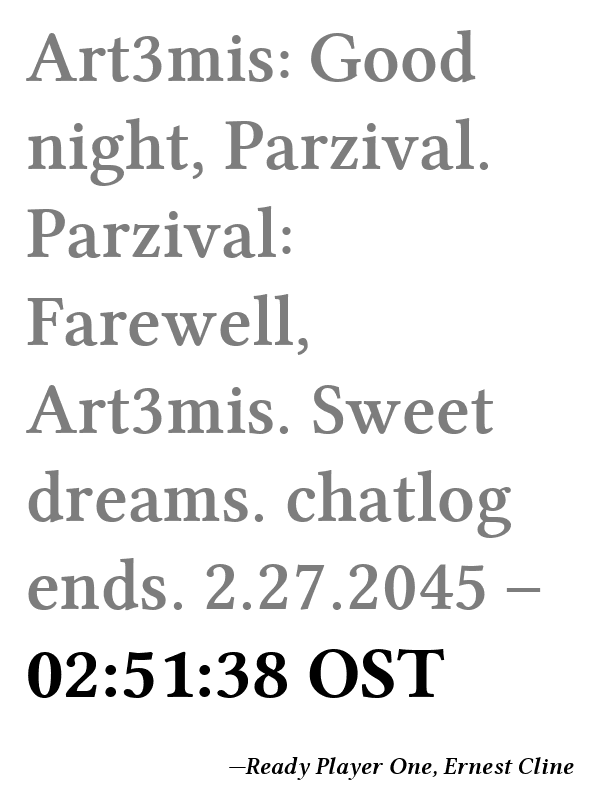 Art3mis: Good
night, Parzival.
Parzival:
Farewell,
Art3mis. Sweet
dreams. chatlog
ends. 2.27.2045 –
02:51:38 OST
—Ready Player One, Ernest Cline